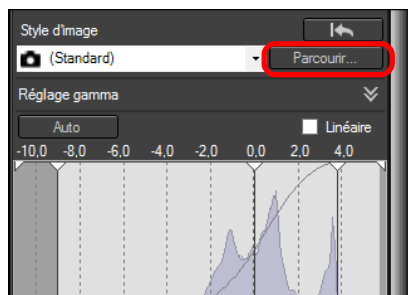 Style d'image
(Standard) Parcourir...
Réglage gamma
Auto Linéaire
-10,0 -8,0 -6,0 -4,0 -2,0 0,0 2,0 4,0